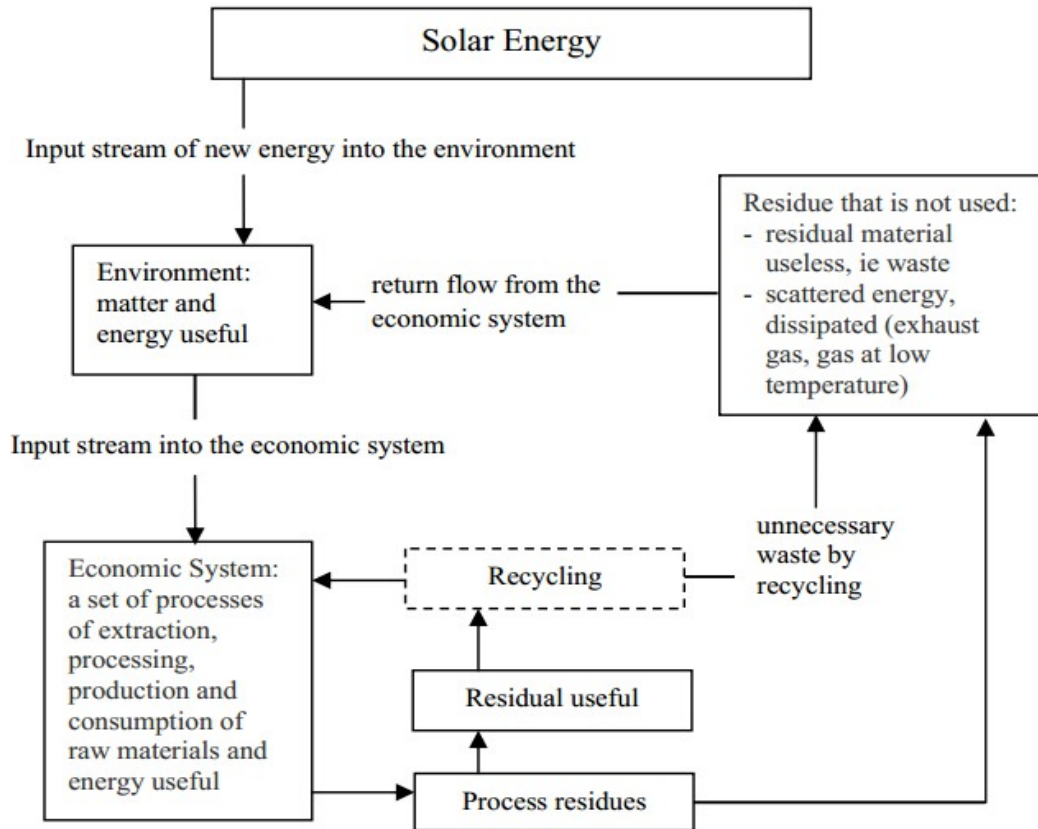 Solar Energy
Input stream of new energy into the environment
Environment:
matter and
energy useful
return flow from the
economic system
Residue that is not used:
- residual material
useless, ie waste
- scattered energy,
dissipated (exhaust
gas, gas at low
temperature)
Input stream into the economic system
Economic System:
a set of processes
of extraction,
processing,
production and
consumption of
raw materials and
energy useful
Recycling
unnecessary
waste by
recycling
Residual useful
Process residues